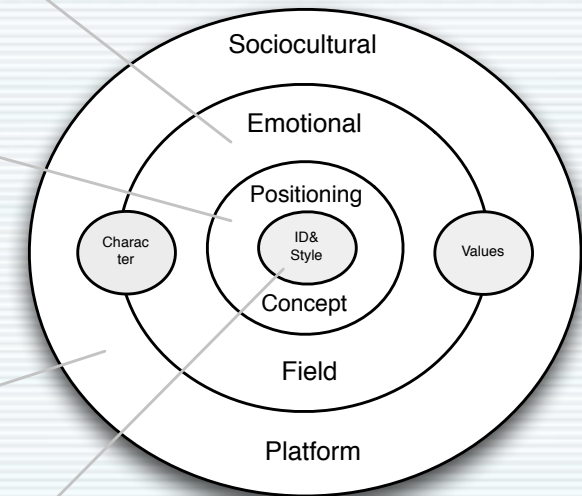 Sociocultural
Emotional
Positioning
Charac
ter
ID&
Style
Values
Concept
Field
Platform